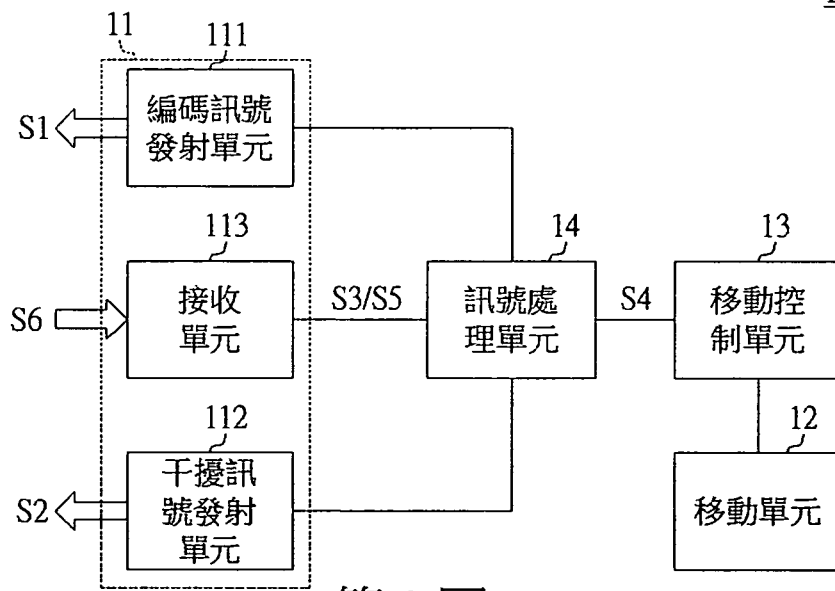 11
111
編碼訊號
發射單元
S1
113
接收
單元
S6
S3/S5
14
訊號處
理單元
S4
13
移動控
制單元
112
干擾訊
號發射
單元
S2
12
移動單元